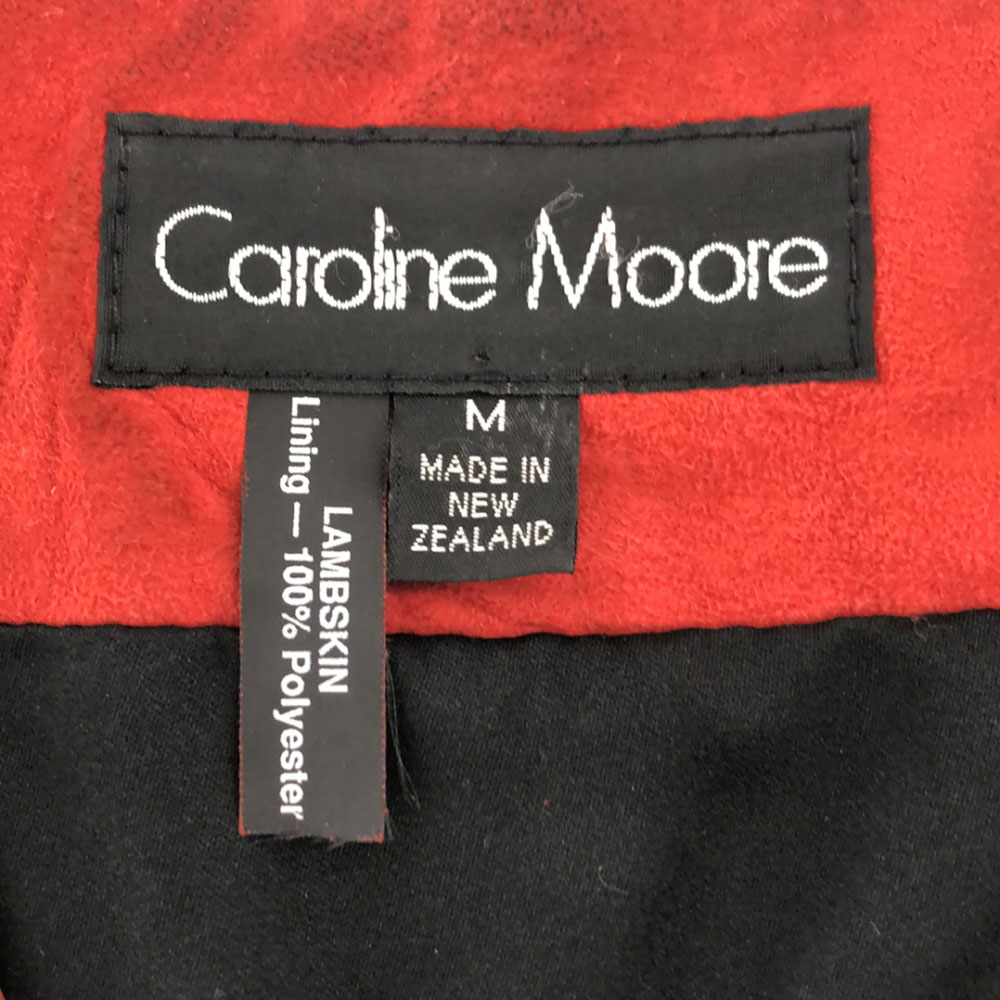 Caroline Moore
M
MADE IN
NEW
ZEALAND
LAMBSKIN
Lining — 100% Polyester